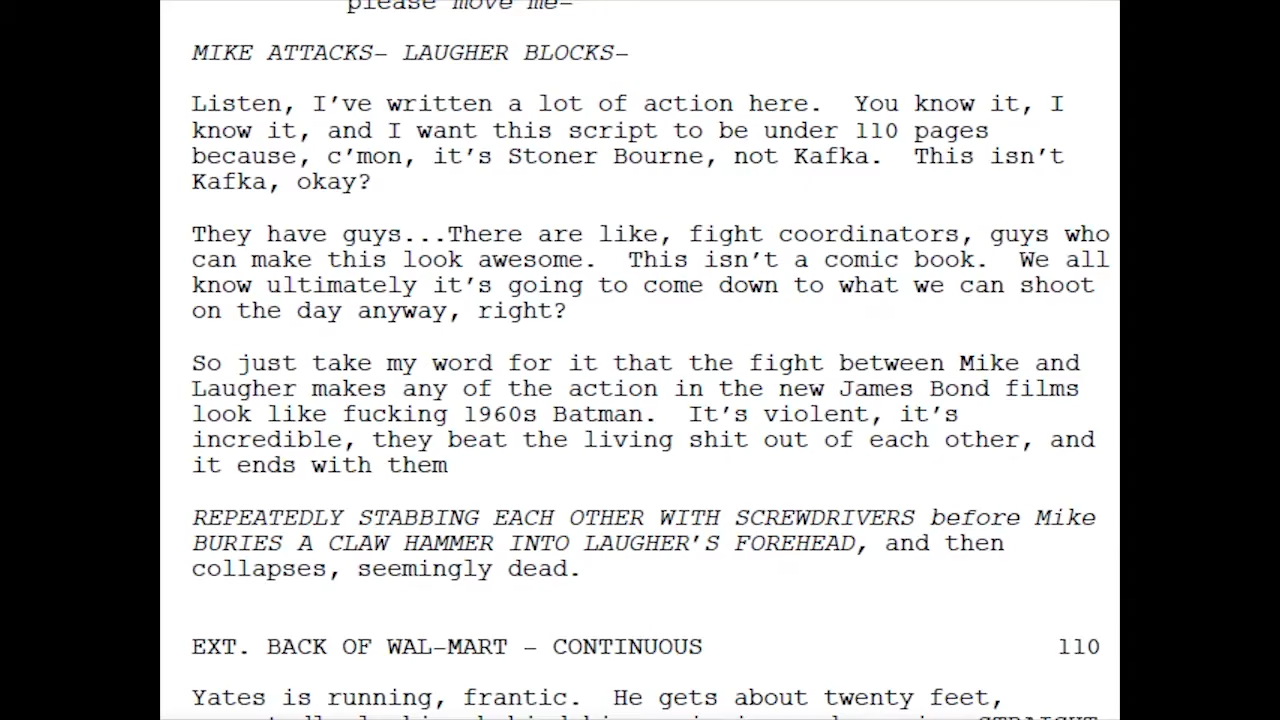 please move me–
MIKE ATTACKS– LAUGHER BLOCKS–
Listen, I've written a lot of action here. You know it, I
know it, and I want this script to be under 110 pages
because, c'mon, it's Stoner Bourne, not Kafka. This isn't
Kafka, okay?
They have guys...There are like, fight coordinators, guys who
can make this look awesome. This isn't a comic book. We all
know ultimately it's going to come down to what we can shoot
on the day anyway, right?
So just take my word for it that the fight between Mike and
Laugher makes any of the action in the new James Bond films
look like fucking 1960s Batman. It's violent, it's
incredible, they beat the living shit out of each other, and
it ends with them
REPEATEDLY STABBING EACH OTHER WITH SCREWDRIVERS before Mike
BURIES A CLAW HAMMER INTO LAUGHER'S FOREHEAD, and then
collapses, seemingly dead.
EXT. BACK OF WAL-MART – CONTINUOUS 110
Yates is running, frantic. He gets about twenty feet,